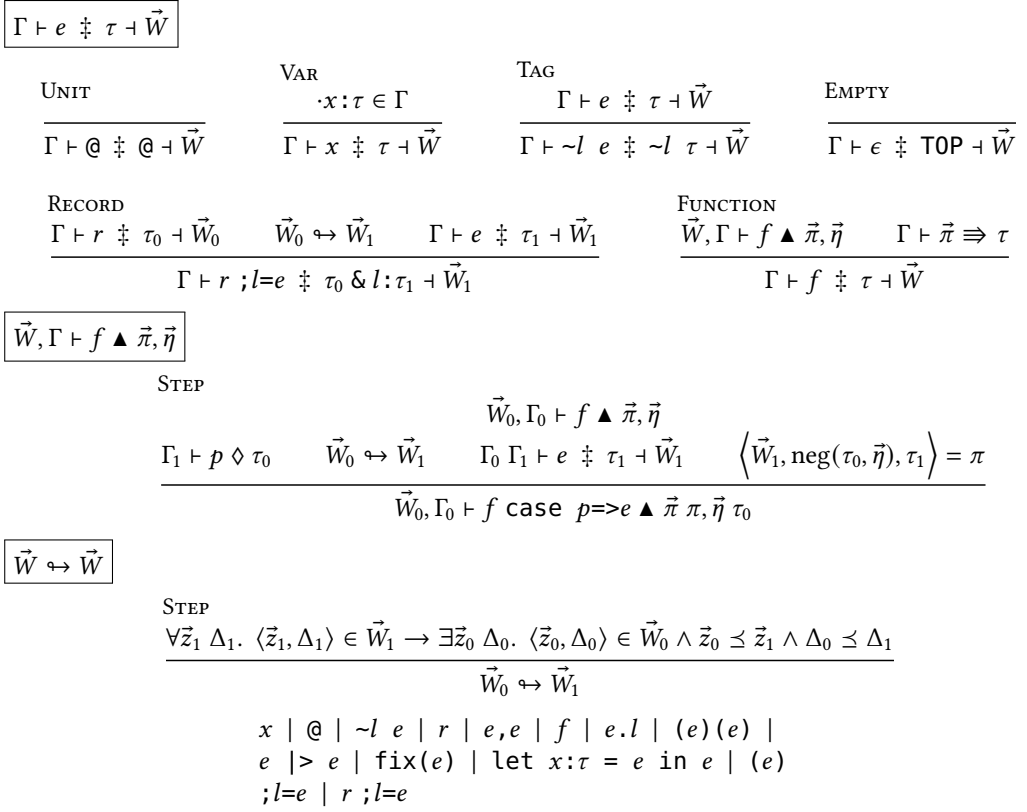 Γ ⊢ e ‡ τ ⊣ W⃗
Unit
Γ ⊢ @ ‡ @ ⊣ W⃗
Var
·x:τ ∈ Γ
Γ ⊢ x ‡ τ ⊣ W⃗
Tag
Γ ⊢ e ‡ τ ⊣ W⃗
Γ ⊢ ~l e ‡ ~l τ ⊣ W⃗
Empty
Γ ⊢ ϵ ‡ TOP ⊣ W⃗
Record
Γ ⊢ r ‡ τ₀ ⊣ W⃗₀ W⃗₀ ↬ W⃗₁ Γ ⊢ e ‡ τ₁ ⊣ W⃗₁
Γ ⊢ r ;l=e ‡ τ₀ & l:τ₁ ⊣ W⃗₁
Function
W⃗, Γ ⊢ f ▲ π⃗, η⃗ Γ ⊢ π⃗ ⇛ τ
Γ ⊢ f ‡ τ ⊣ W⃗
W⃗, Γ ⊢ f ▲ π⃗, η⃗
Step
W⃗₀, Γ₀ ⊢ f ▲ π⃗, η⃗
Γ₁ ⊢ p ◊ τ₀ W⃗₀ ↬ W⃗₁ Γ₀ Γ₁ ⊢ e ‡ τ₁ ⊣ W⃗₁ ⟨W⃗₁, neg(τ₀, η⃗), τ₁⟩ = π
W⃗₀, Γ₀ ⊢ f case p=>e ▲ π⃗ π, η⃗ τ₀
W⃗ ↬ W⃗
Step
∀z⃗₁ Δ₁. ⟨z⃗₁, Δ₁⟩ ∈ W⃗₁ → ∃z⃗₀ Δ₀. ⟨z⃗₀, Δ₀⟩ ∈ W⃗₀ ∧ z⃗₀ ⪯ z⃗₁ ∧ Δ₀ ⪯ Δ₁
W⃗₀ ↬ W⃗₁
x | @ | ~l e | r | e,e | f | e.l | (e)(e) |
e |> e | fix(e) | let x:τ = e in e | (e)
;l=e | r ;l=e